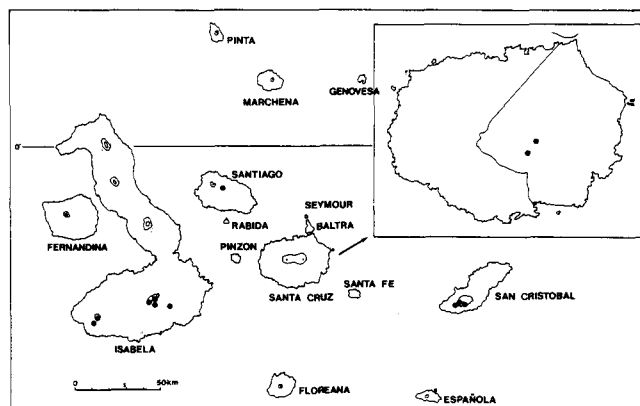 PINTA
MARCHENA
GENOVESA
0°
SANTIAGO
SEYMOUR
BALTRA
RABIDA
FERNANDINA
PINZON
SANTA CRUZ
SANTA FE
SAN CRISTOBAL
ISABELA
0 50km
FLOREANA
ESPAÑOLA